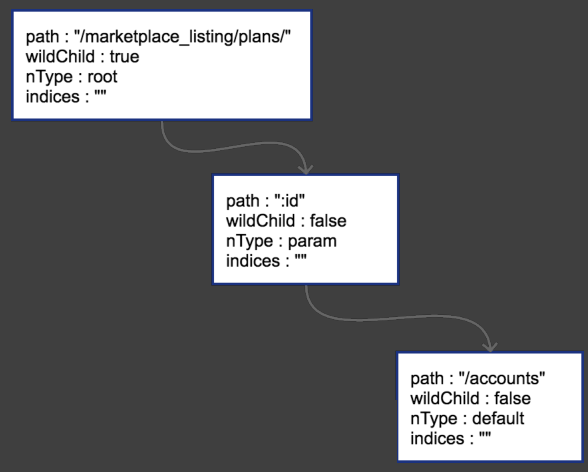 path : "/marketplace_listing/plans/"
wildChild : true
nType : root
indices : ""
path : ":id"
wildChild : false
nType : param
indices : ""
path : "/accounts"
wildChild : false
nType : default
indices : ""